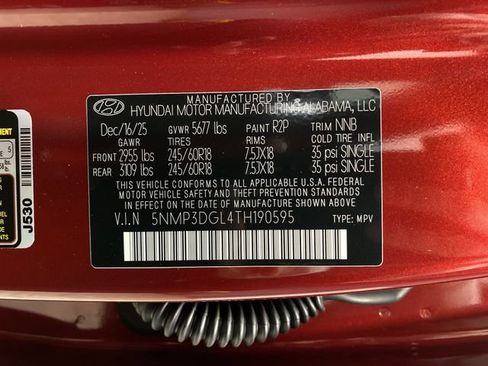 MANUFACTURED BY
HYUNDAI MOTOR MANUFACTURING ALABAMA, LLC
Dec/16/25 GVWR 5677 lbs PAINT R2P TRIM NNB
GAWR TIRES RIMS COLD TIRE INFL
FRONT 2955 lbs 245/60R18 7.5JX18 35 psi SINGLE
REAR 3109 lbs 245/60R18 7.5JX18 35 psi SINGLE
THIS VEHICLE CONFORMS TO ALL APPLICABLE U.S.A. FEDERAL
MOTOR VEHICLE SAFETY AND THEFT PREVENTION STANDARDS
IN EFFECT ON THE DATE OF MANUFACTURE SHOWN ABOVE.
V.I.N 5NMP3DGL4TH190595 TYPE: MPV
J530